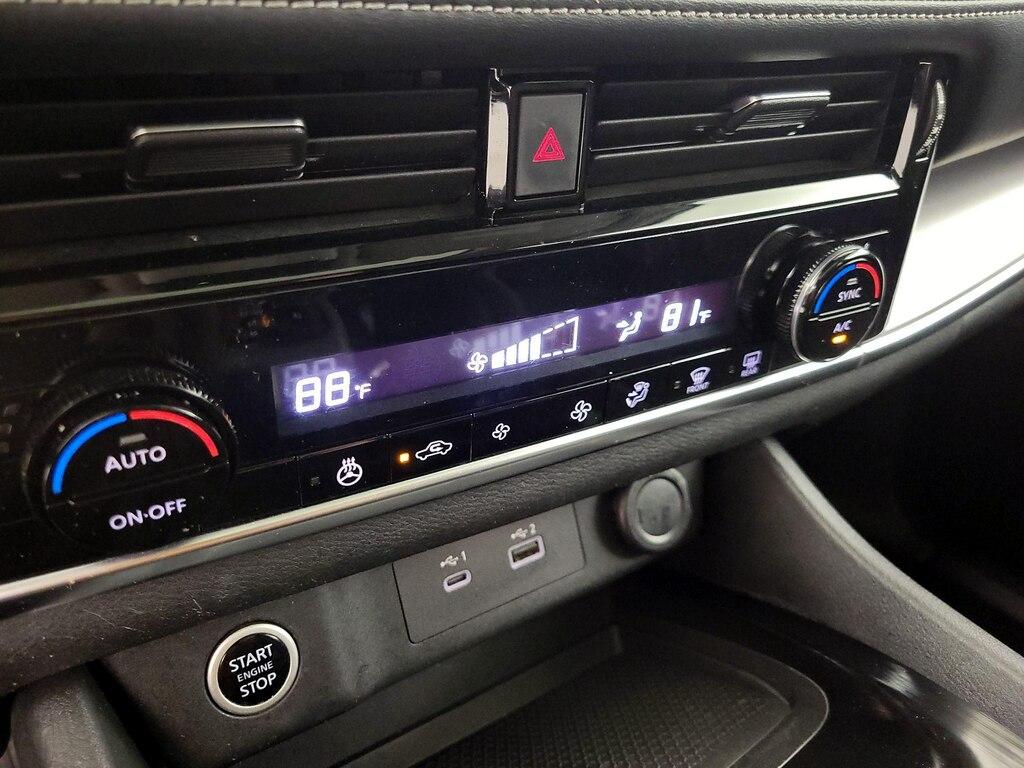 SYNC
A/C
88°F
81°F
AUTO
ON·OFF
FRONT
REAR
1
2
START
ENGINE
STOP